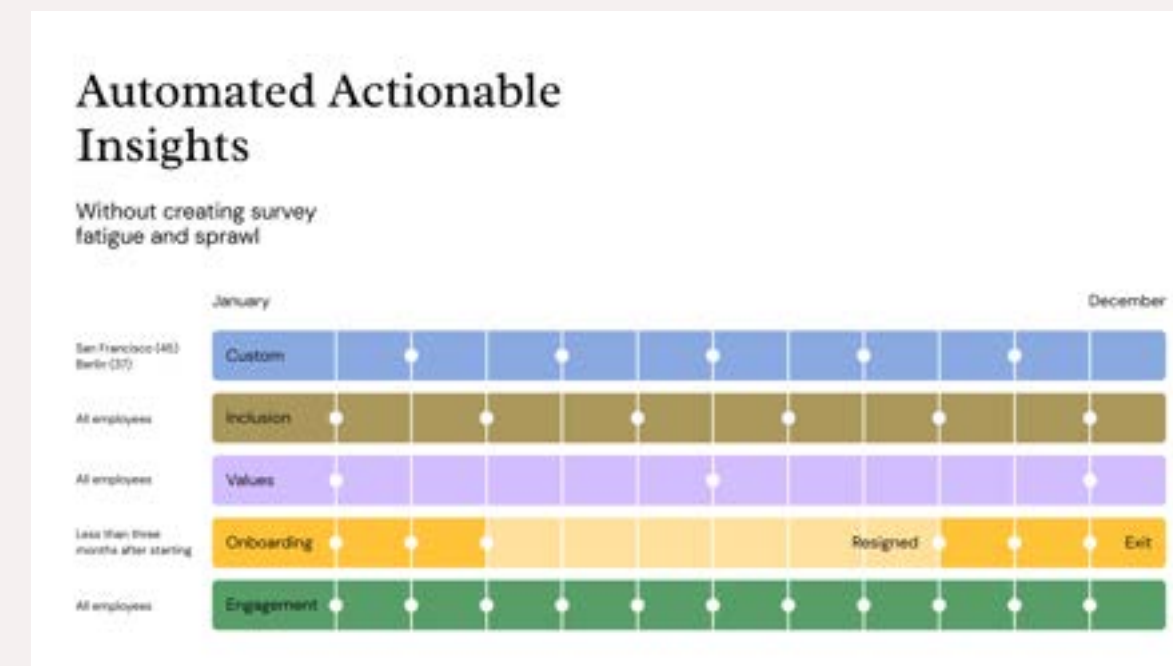 Automated Actionable
Insights
Without creating survey
fatigue and sprawl
January
December
San Francisco (45)
Berlin (37)
Custom
All employees
Inclusion
All employees
Values
Less than three
months after starting
Onboarding
Resigned
Exit
All employees
Engagement